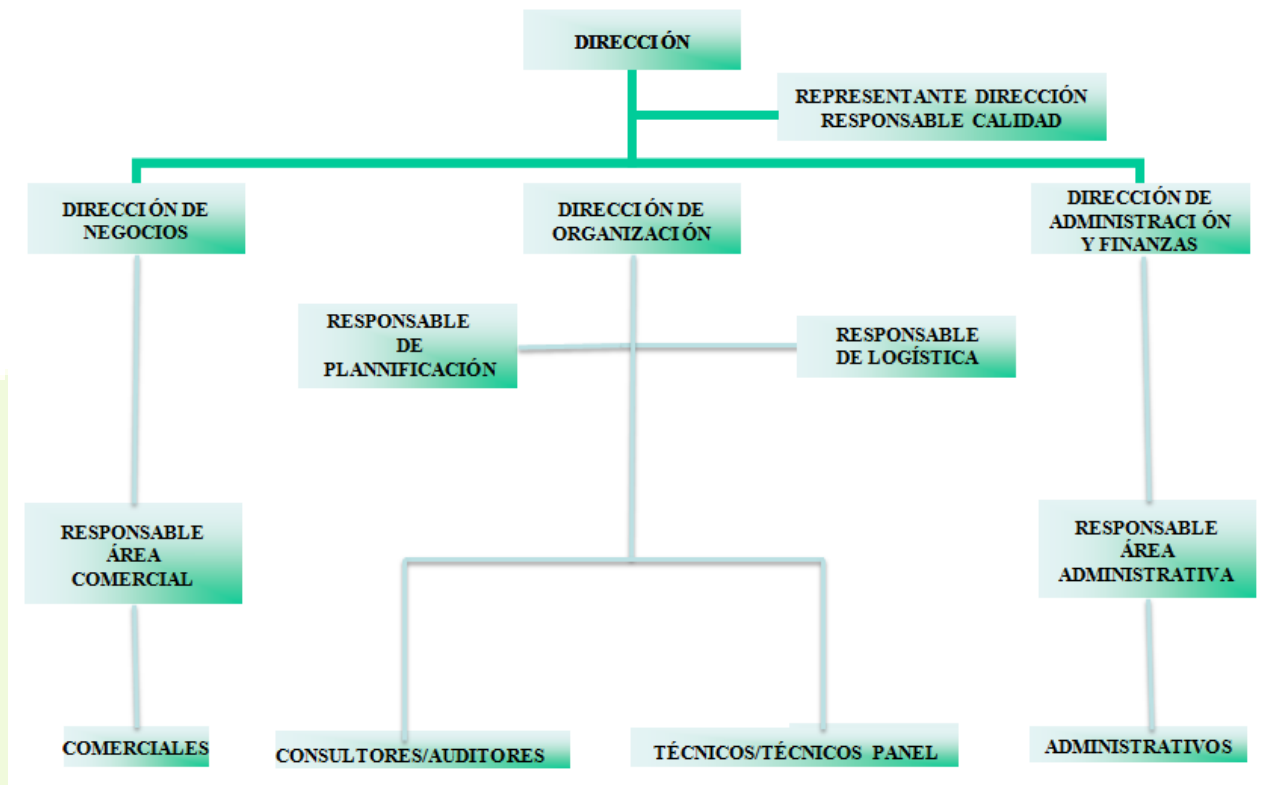 DIRECCIÓN
REPRESENTANTE DIRECCIÓN
RESPONSABLE CALIDAD
DIRECCIÓN DE
NEGOCIOS
DIRECCIÓN DE
ORGANIZACIÓN
DIRECCIÓN DE
ADMINISTRACIÓN
Y FINANZAS
RESPONSABLE
DE
PLANNIFICACIÓN
RESPONSABLE
DE LOGÍSTICA
RESPONSABLE
ÁREA
COMERCIAL
RESPONSABLE
ÁREA
ADMINISTRATIVA
COMERCIALES
CONSULTORES/AUDITORES
TÉCNICOS/TÉCNICOS PANEL
ADMINISTRATIVOS